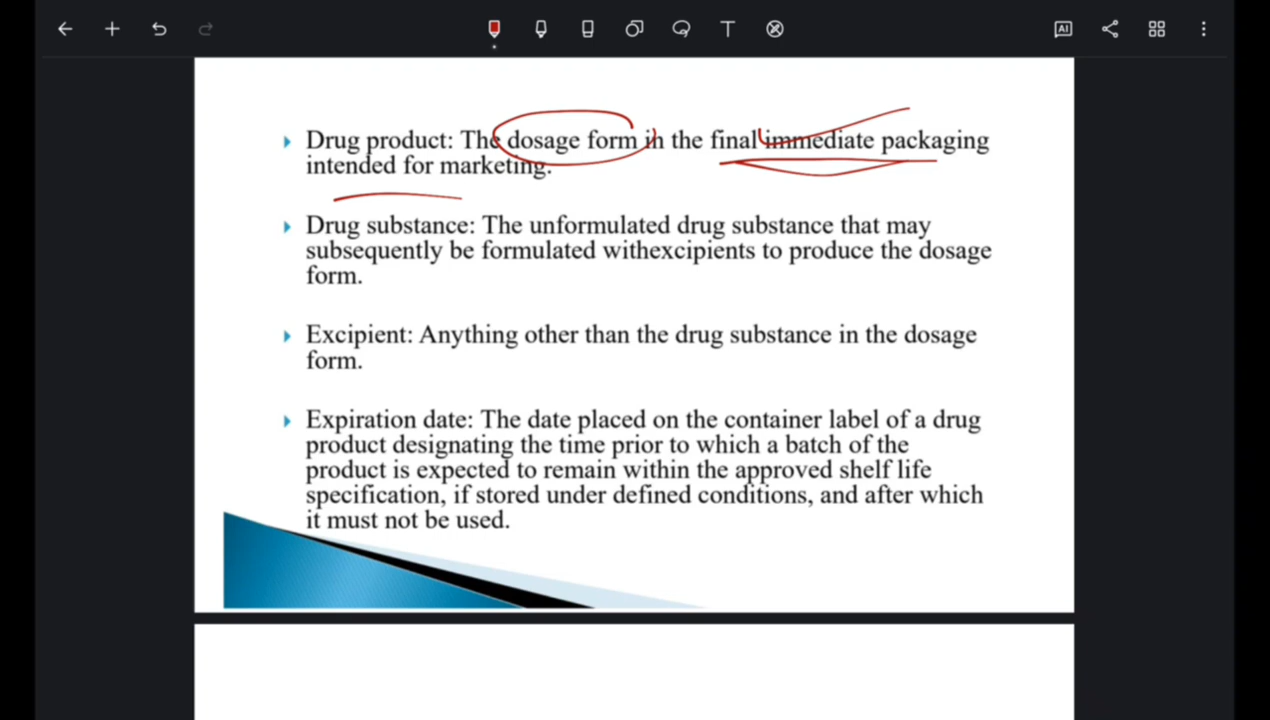 AI
T
Drug product: The dosage form in the final immediate packaging
intended for marketing.
Drug substance: The unformulated drug substance that may
subsequently be formulated withexcipients to produce the dosage
form.
Excipient: Anything other than the drug substance in the dosage
form.
Expiration date: The date placed on the container label of a drug
product designating the time prior to which a batch of the
product is expected to remain within the approved shelf life
specification, if stored under defined conditions, and after which
it must not be used.